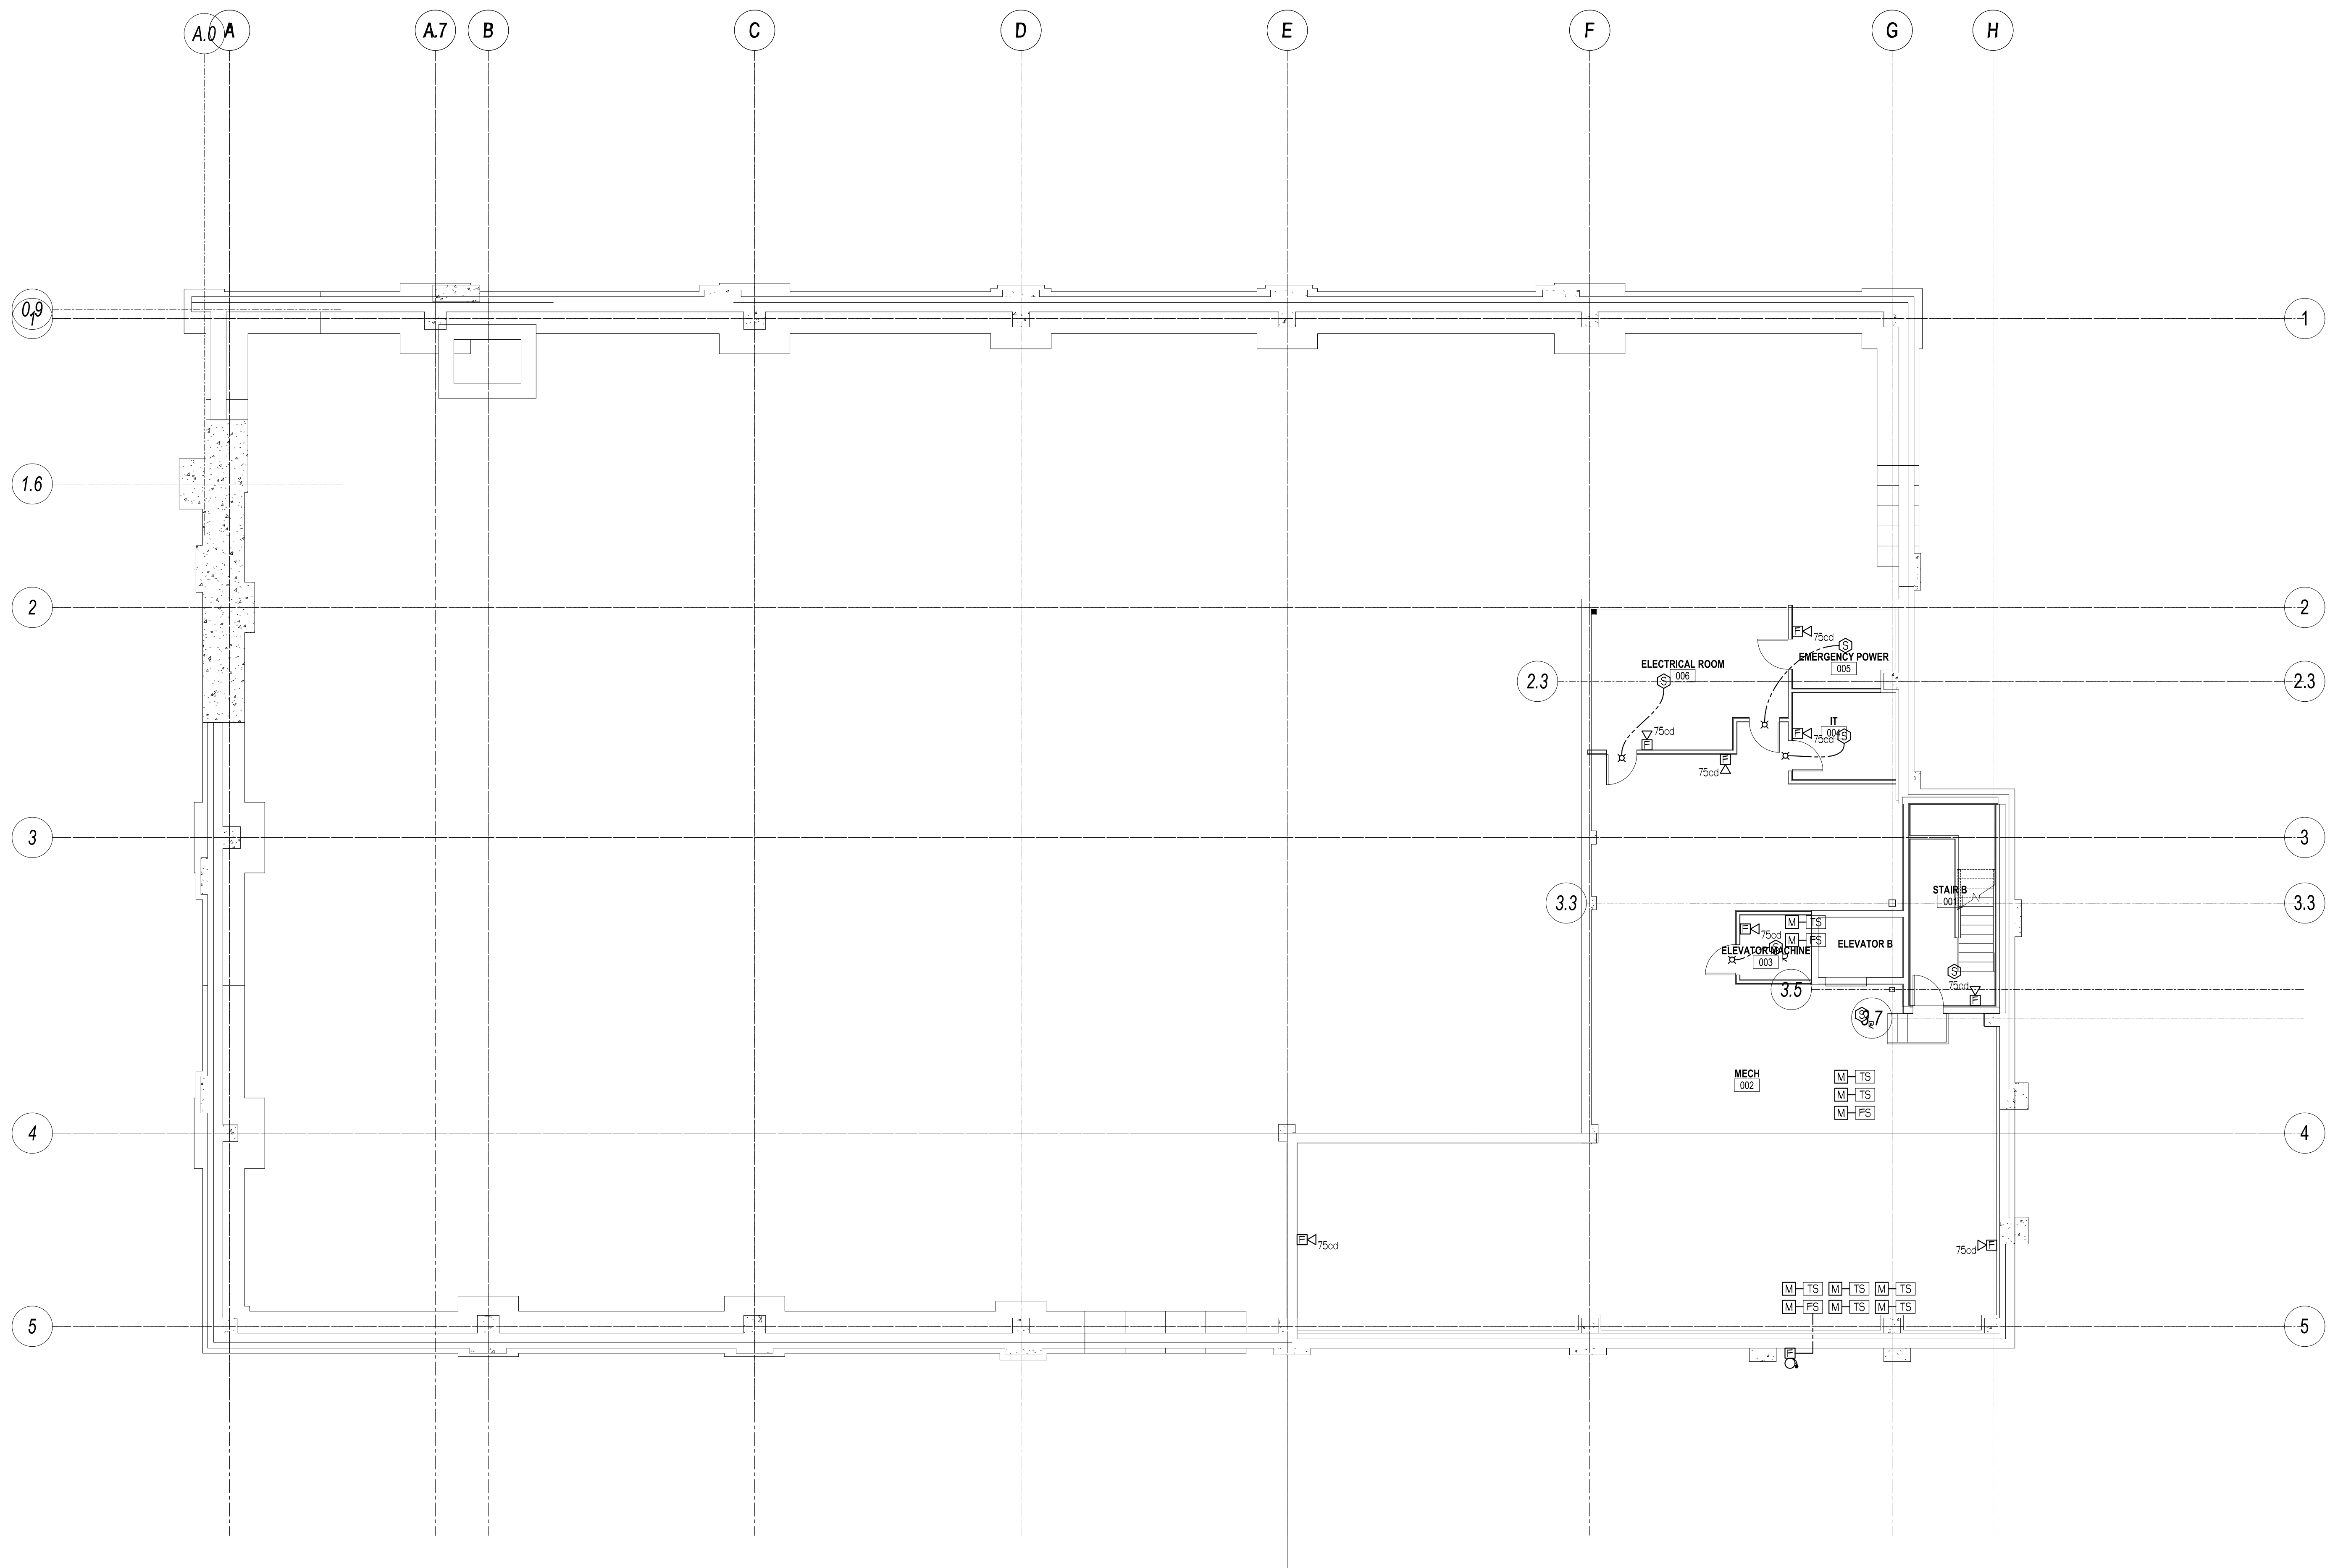 A.0 A A.7 B C D E F G H
0.9
1 1
1.6
2 2
F 75cd
S
EMERGENCY POWER
005
ELECTRICAL ROOM
006
S
2.3 2.3
IT
004
F 75cd
S
75cd
F
F
75cd
3 3
STAIR B
001
3.3 3.3
M TS
F 75cd
M FS
ELEVATOR MACHINE
003
S
R
ELEVATOR B
S
75cd
F
3.5
3.7
S
R
MECH
002
M TS
M TS
M FS
4 4
F 75cd
75cd F
M TS M TS M TS
M FS M TS M TS
5 5
F